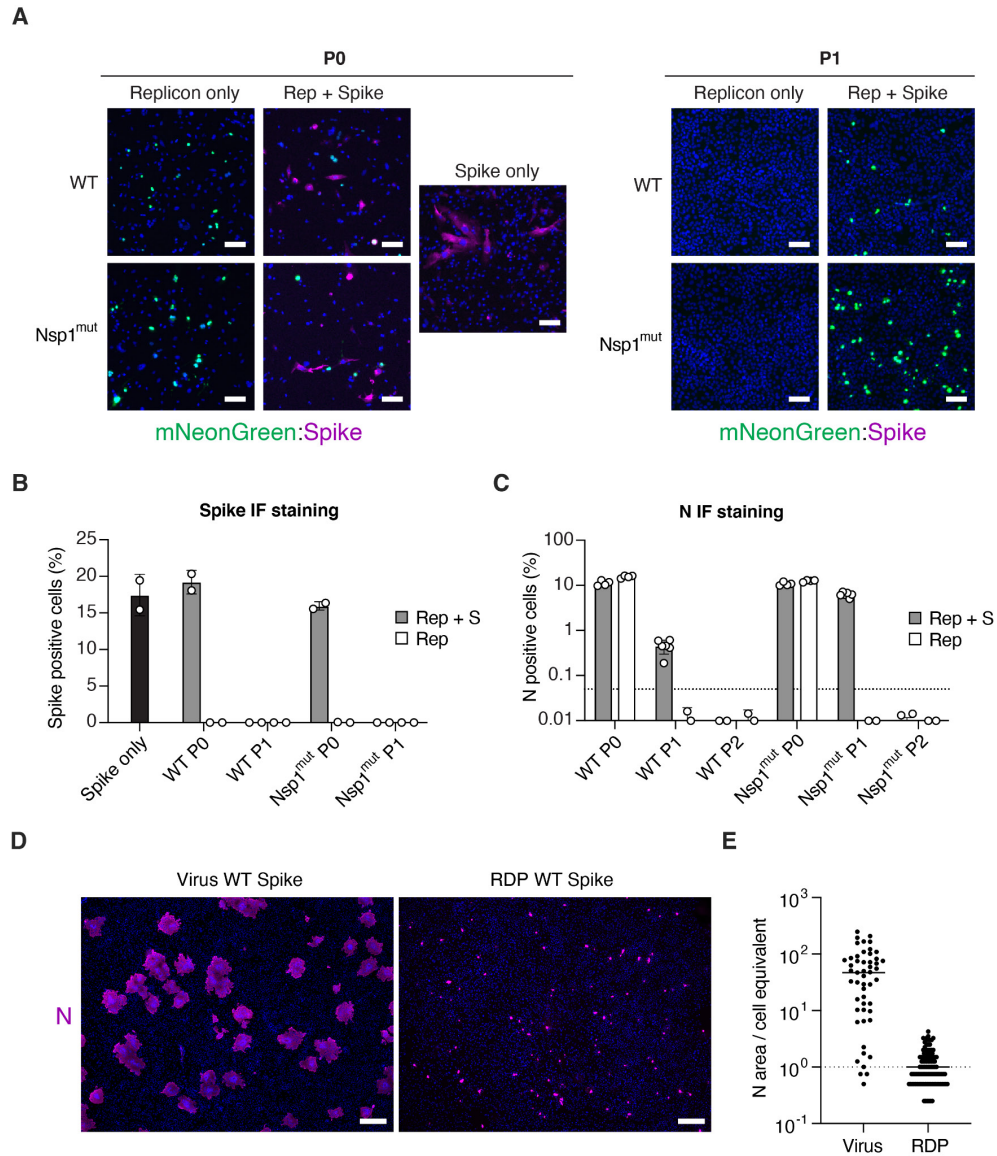 A
P0
P1
Replicon only
Rep + Spike
Spike only
Replicon only
Rep + Spike
WT
Nsp1mut
WT
Nsp1mut
mNeonGreen:Spike
mNeonGreen:Spike
B
Spike IF staining
Spike positive cells (%)
25
20
15
10
5
0
Spike only
WT P0
WT P1
Nsp1mut P0
Nsp1mut P1
Rep + S
Rep
C
N IF staining
N positive cells (%)
100
10
1
0.1
0.01
WT P0
WT P1
WT P2
Nsp1mut P0
Nsp1mut P1
Nsp1mut P2
Rep + S
Rep
D
Virus WT Spike
RDP WT Spike
N
E
N area / cell equivalent
10³
10²
10¹
10⁰
10⁻¹
Virus
RDP